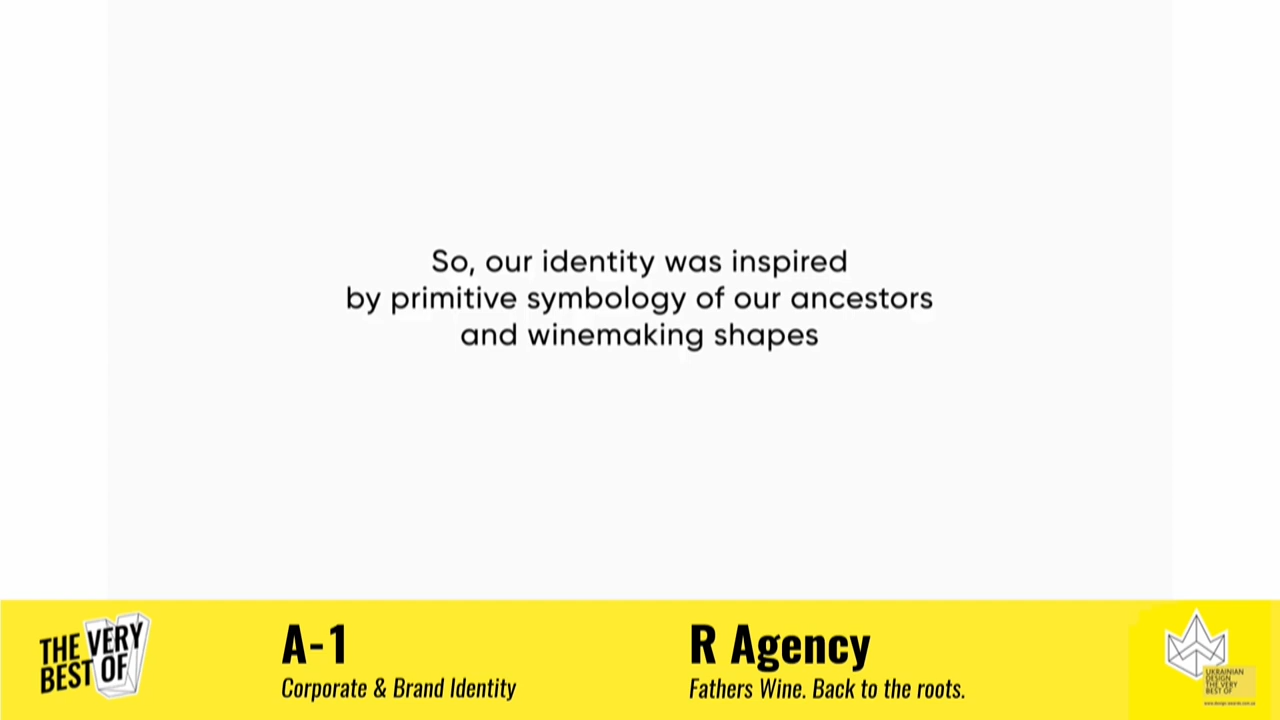 So, our identity was inspired
by primitive symbology of our ancestors
and winemaking shapes
THE VERY
BEST OF
A-1
Corporate & Brand Identity
R Agency
Fathers Wine. Back to the roots.
UKRAINIAN
DESIGN
THE VERY
BEST OF